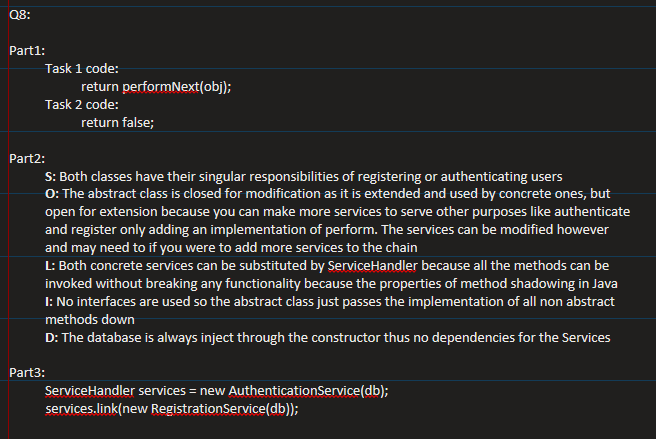 Q8:
Part1:
Task 1 code:
return performNext(obj);
Task 2 code:
return false;
Part2:
S: Both classes have their singular responsibilities of registering or authenticating users
O: The abstract class is closed for modification as it is extended and used by concrete ones, but
open for extension because you can make more services to serve other purposes like authenticate
and register only adding an implementation of perform. The services can be modified however
and may need to if you were to add more services to the chain
L: Both concrete services can be substituted by ServiceHandler because all the methods can be
invoked without breaking any functionality because the properties of method shadowing in Java
I: No interfaces are used so the abstract class just passes the implementation of all non abstract
methods down
D: The database is always inject through the constructor thus no dependencies for the Services
Part3:
ServiceHandler services = new AuthenticationService(db);
services.link(new RegistrationService(db));